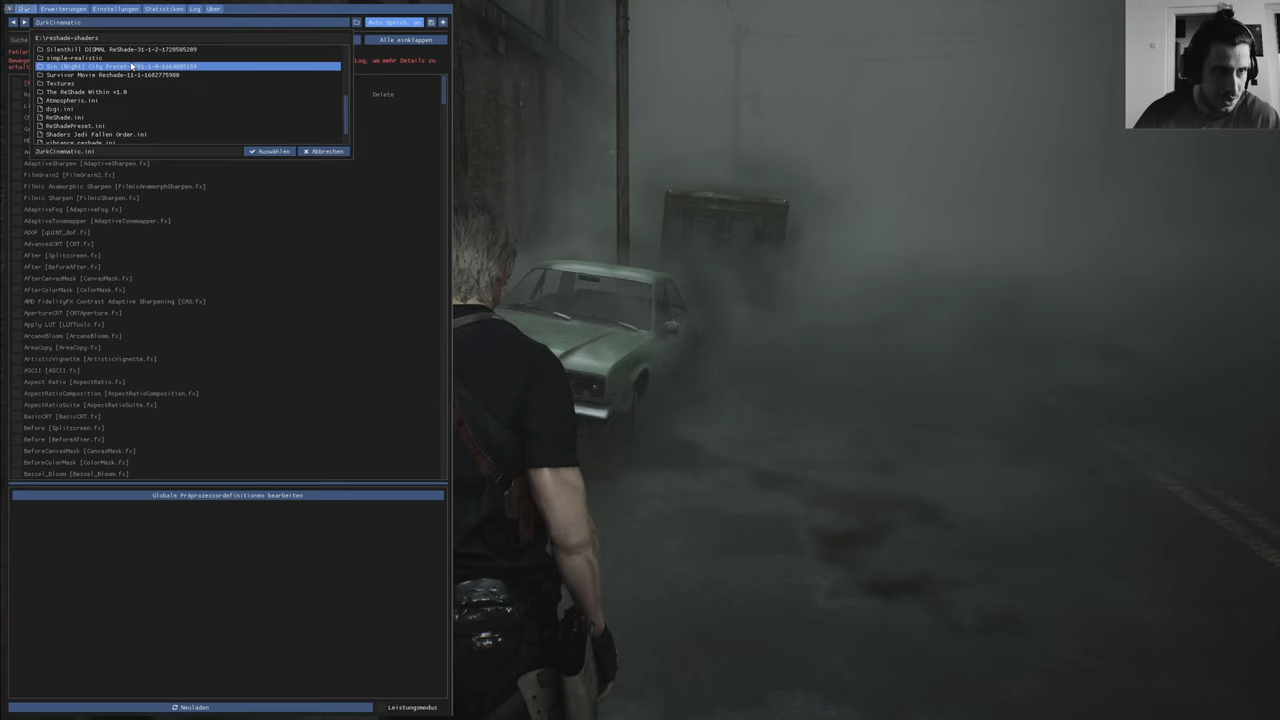 Erweiterungen Einstellungen Statistiken Log Über
ZurkCinematic
Auto Speich. an
Alle einklappen
E:\reshade-shaders
Silenthill DISMAL ReShade-31-1-2-1728505209
simple-realistic
Survivor Movie Reshade-11-1-1682775980
Textures
The ReShade Within v1.0
Atmospheric.ini
dxgi.ini
ReShade.ini
ReShadePreset.ini
Shaders Jedi Fallen Order.ini
vibrance reshade.ini
ZurkCinematic.ini
Auswählen
Abbrechen
Fehler
Log, um mehr Details zu
Delete
AdaptiveSharpen [AdaptiveSharpen.fx]
FilmGrain2 [FilmGrain2.fx]
Filmic Anamorphic Sharpen [FilmicAnamorphSharpen.fx]
Filmic Sharpen [FilmicSharpen.fx]
AdaptiveFog [AdaptiveFog.fx]
AdaptiveTonemapper [AdaptiveTonemapper.fx]
ADOF [qUINT_dof.fx]
AdvancedCRT [CRT.fx]
After [Splitscreen.fx]
After [BeforeAfter.fx]
AfterCanvasMask [CanvasMask.fx]
AfterColorMask [ColorMask.fx]
AMD FidelityFX Contrast Adaptive Sharpening [CAS.fx]
ApertureCRT [CRTAperture.fx]
Apply LUT [LUTTools.fx]
ArcaneBloom [ArcaneBloom.fx]
AreaCopy [AreaCopy.fx]
ArtisticVignette [ArtisticVignette.fx]
ASCII [ASCII.fx]
Aspect Ratio [AspectRatio.fx]
AspectRatioComposition [AspectRatioComposition.fx]
AspectRatioSuite [AspectRatioSuite.fx]
BasicCRT [BasicCRT.fx]
Before [Splitscreen.fx]
Before [BeforeAfter.fx]
BeforeCanvasMask [CanvasMask.fx]
BeforeColorMask [ColorMask.fx]
Bessel_Bloom [Bessel_Bloom.fx]
Globale Präprozessordefinitionen bearbeiten
Neuladen
Leistungsmodus